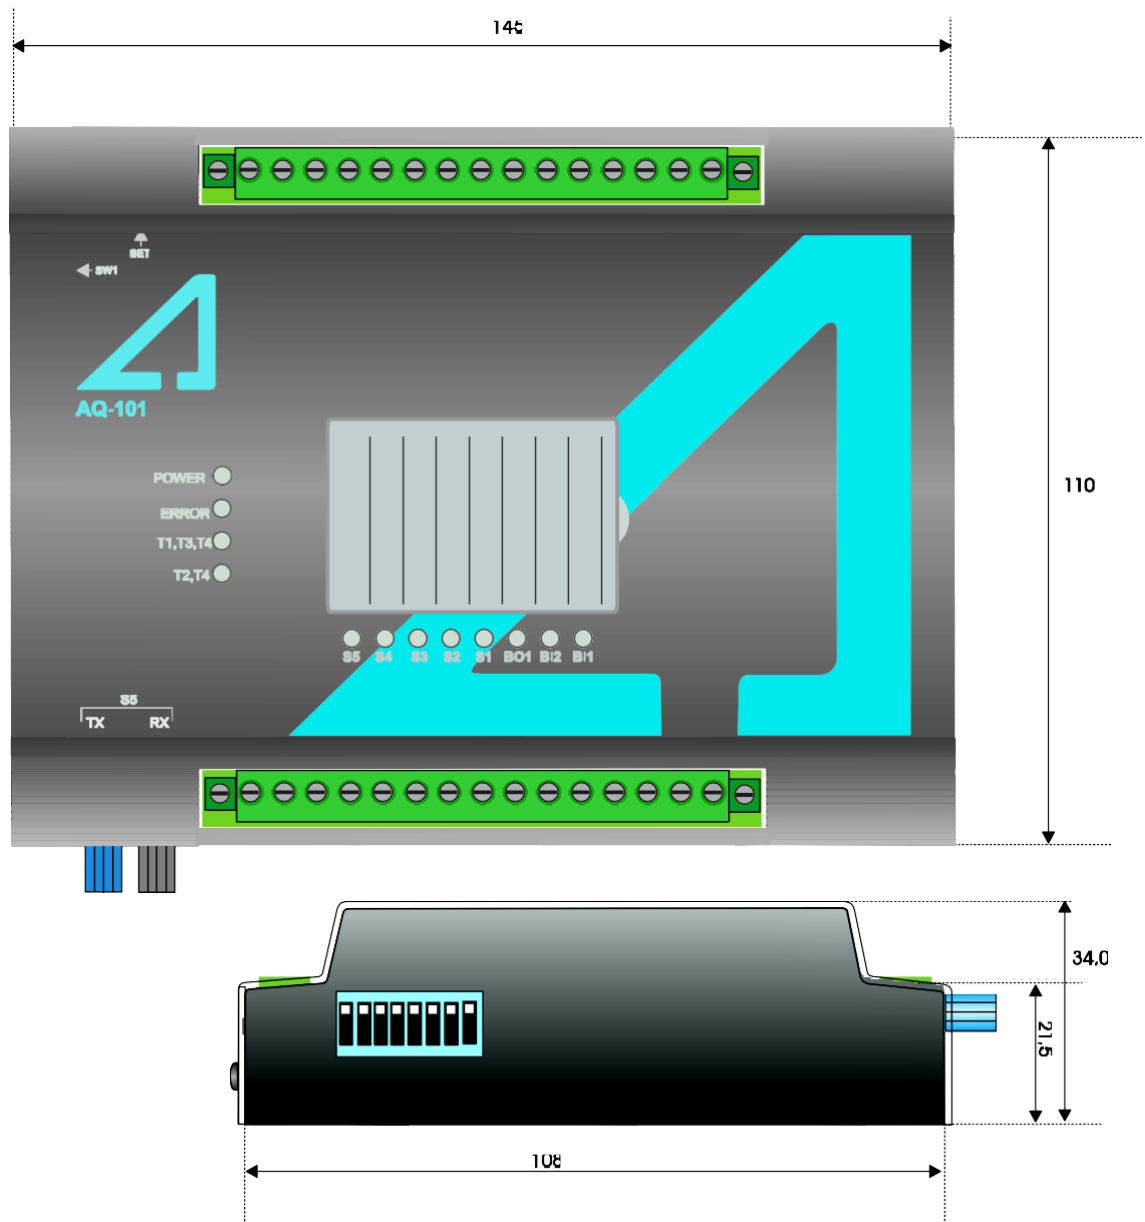 145
SET
SW1
AQ-101
110
POWER
ERROR
T1,T3,T4
T2,T4
S5 S4 S3 S2 S1 BO1 BI2 BI1
S5
TX RX
34,0
21,5
108